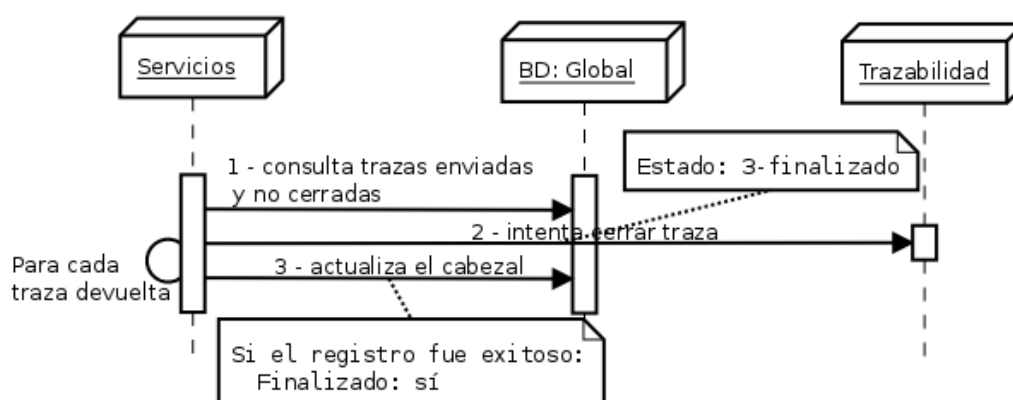 Servicios
BD: Global
Trazabilidad
1 - consulta trazas enviadas
y no cerradas
Estado: 3-finalizado
2 - intenta cerrar traza
Para cada
traza devuelta
3 - actualiza el cabezal
Si el registro fue exitoso:
Finalizado: sí